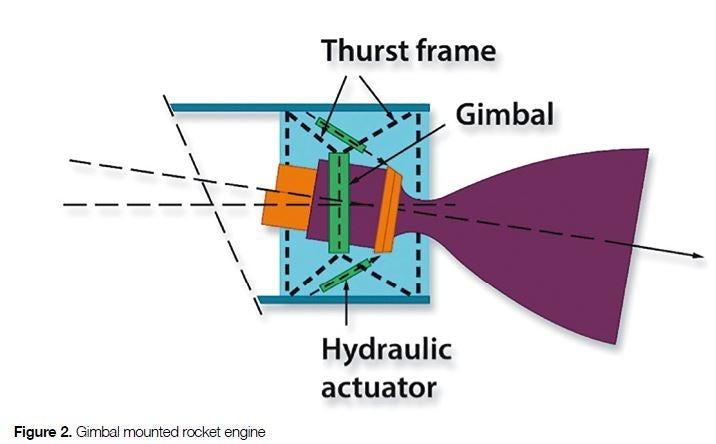 Thurst frame
Gimbal
Hydraulic
actuator
Figure 2. Gimbal mounted rocket engine